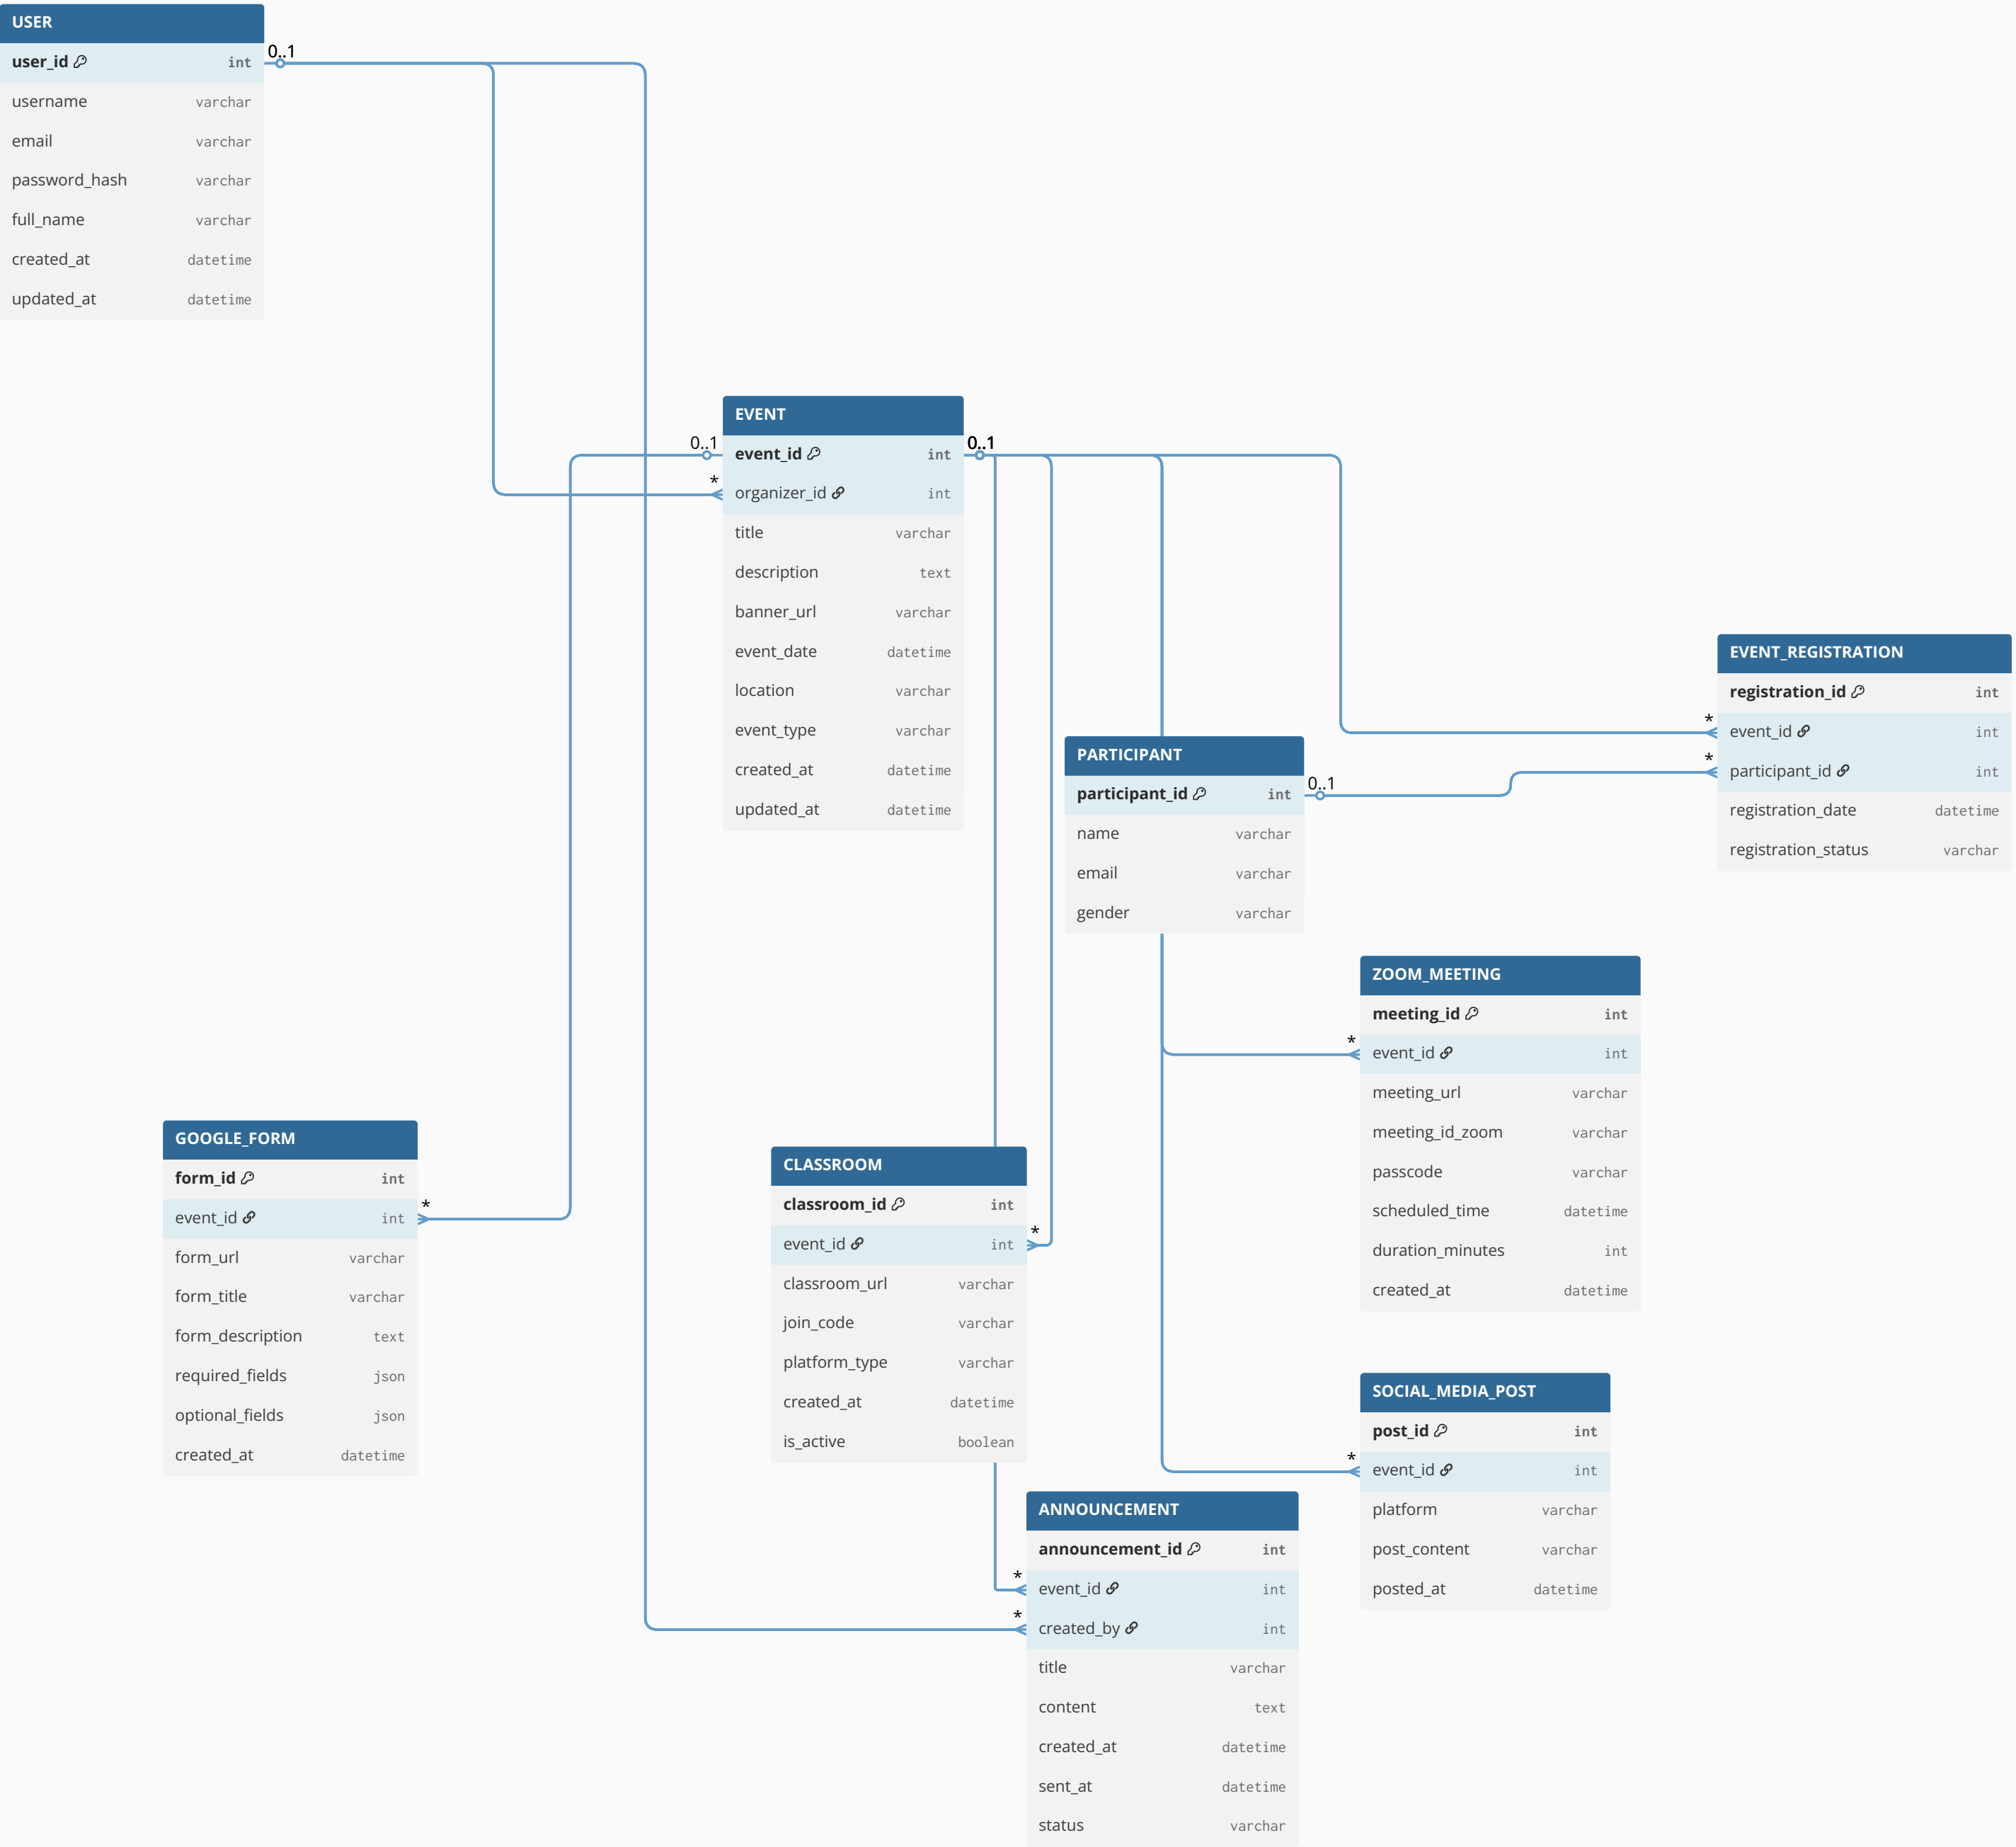 USER
user_id int
username varchar
email varchar
password_hash varchar
full_name varchar
created_at datetime
updated_at datetime
0..1
EVENT
event_id int
organizer_id int
title varchar
description text
banner_url varchar
event_date datetime
location varchar
event_type varchar
created_at datetime
updated_at datetime
0..1
*
0..1
EVENT_REGISTRATION
registration_id int
event_id int
participant_id int
registration_date datetime
registration_status varchar
*
*
PARTICIPANT
participant_id int
name varchar
email varchar
gender varchar
0..1
ZOOM_MEETING
meeting_id int
event_id int
meeting_url varchar
meeting_id_zoom varchar
passcode varchar
scheduled_time datetime
duration_minutes int
created_at datetime
*
GOOGLE_FORM
form_id int
event_id int
form_url varchar
form_title varchar
form_description text
required_fields json
optional_fields json
created_at datetime
*
CLASSROOM
classroom_id int
event_id int
classroom_url varchar
join_code varchar
platform_type varchar
created_at datetime
is_active boolean
*
SOCIAL_MEDIA_POST
post_id int
event_id int
platform varchar
post_content varchar
posted_at datetime
*
ANNOUNCEMENT
announcement_id int
event_id int
created_by int
title varchar
content text
created_at datetime
sent_at datetime
status varchar
*
*